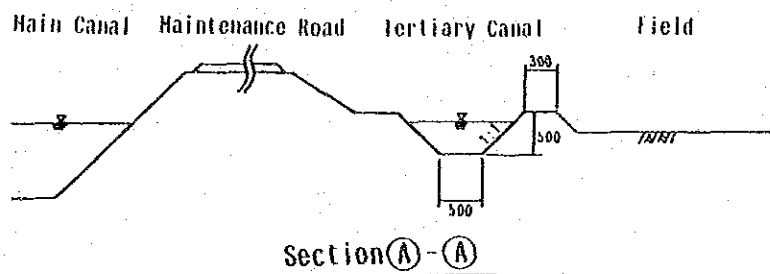 Main Canal Maintenance Road Tertiary Canal Field
300
1:1
500
500
Section Ⓐ-Ⓐ